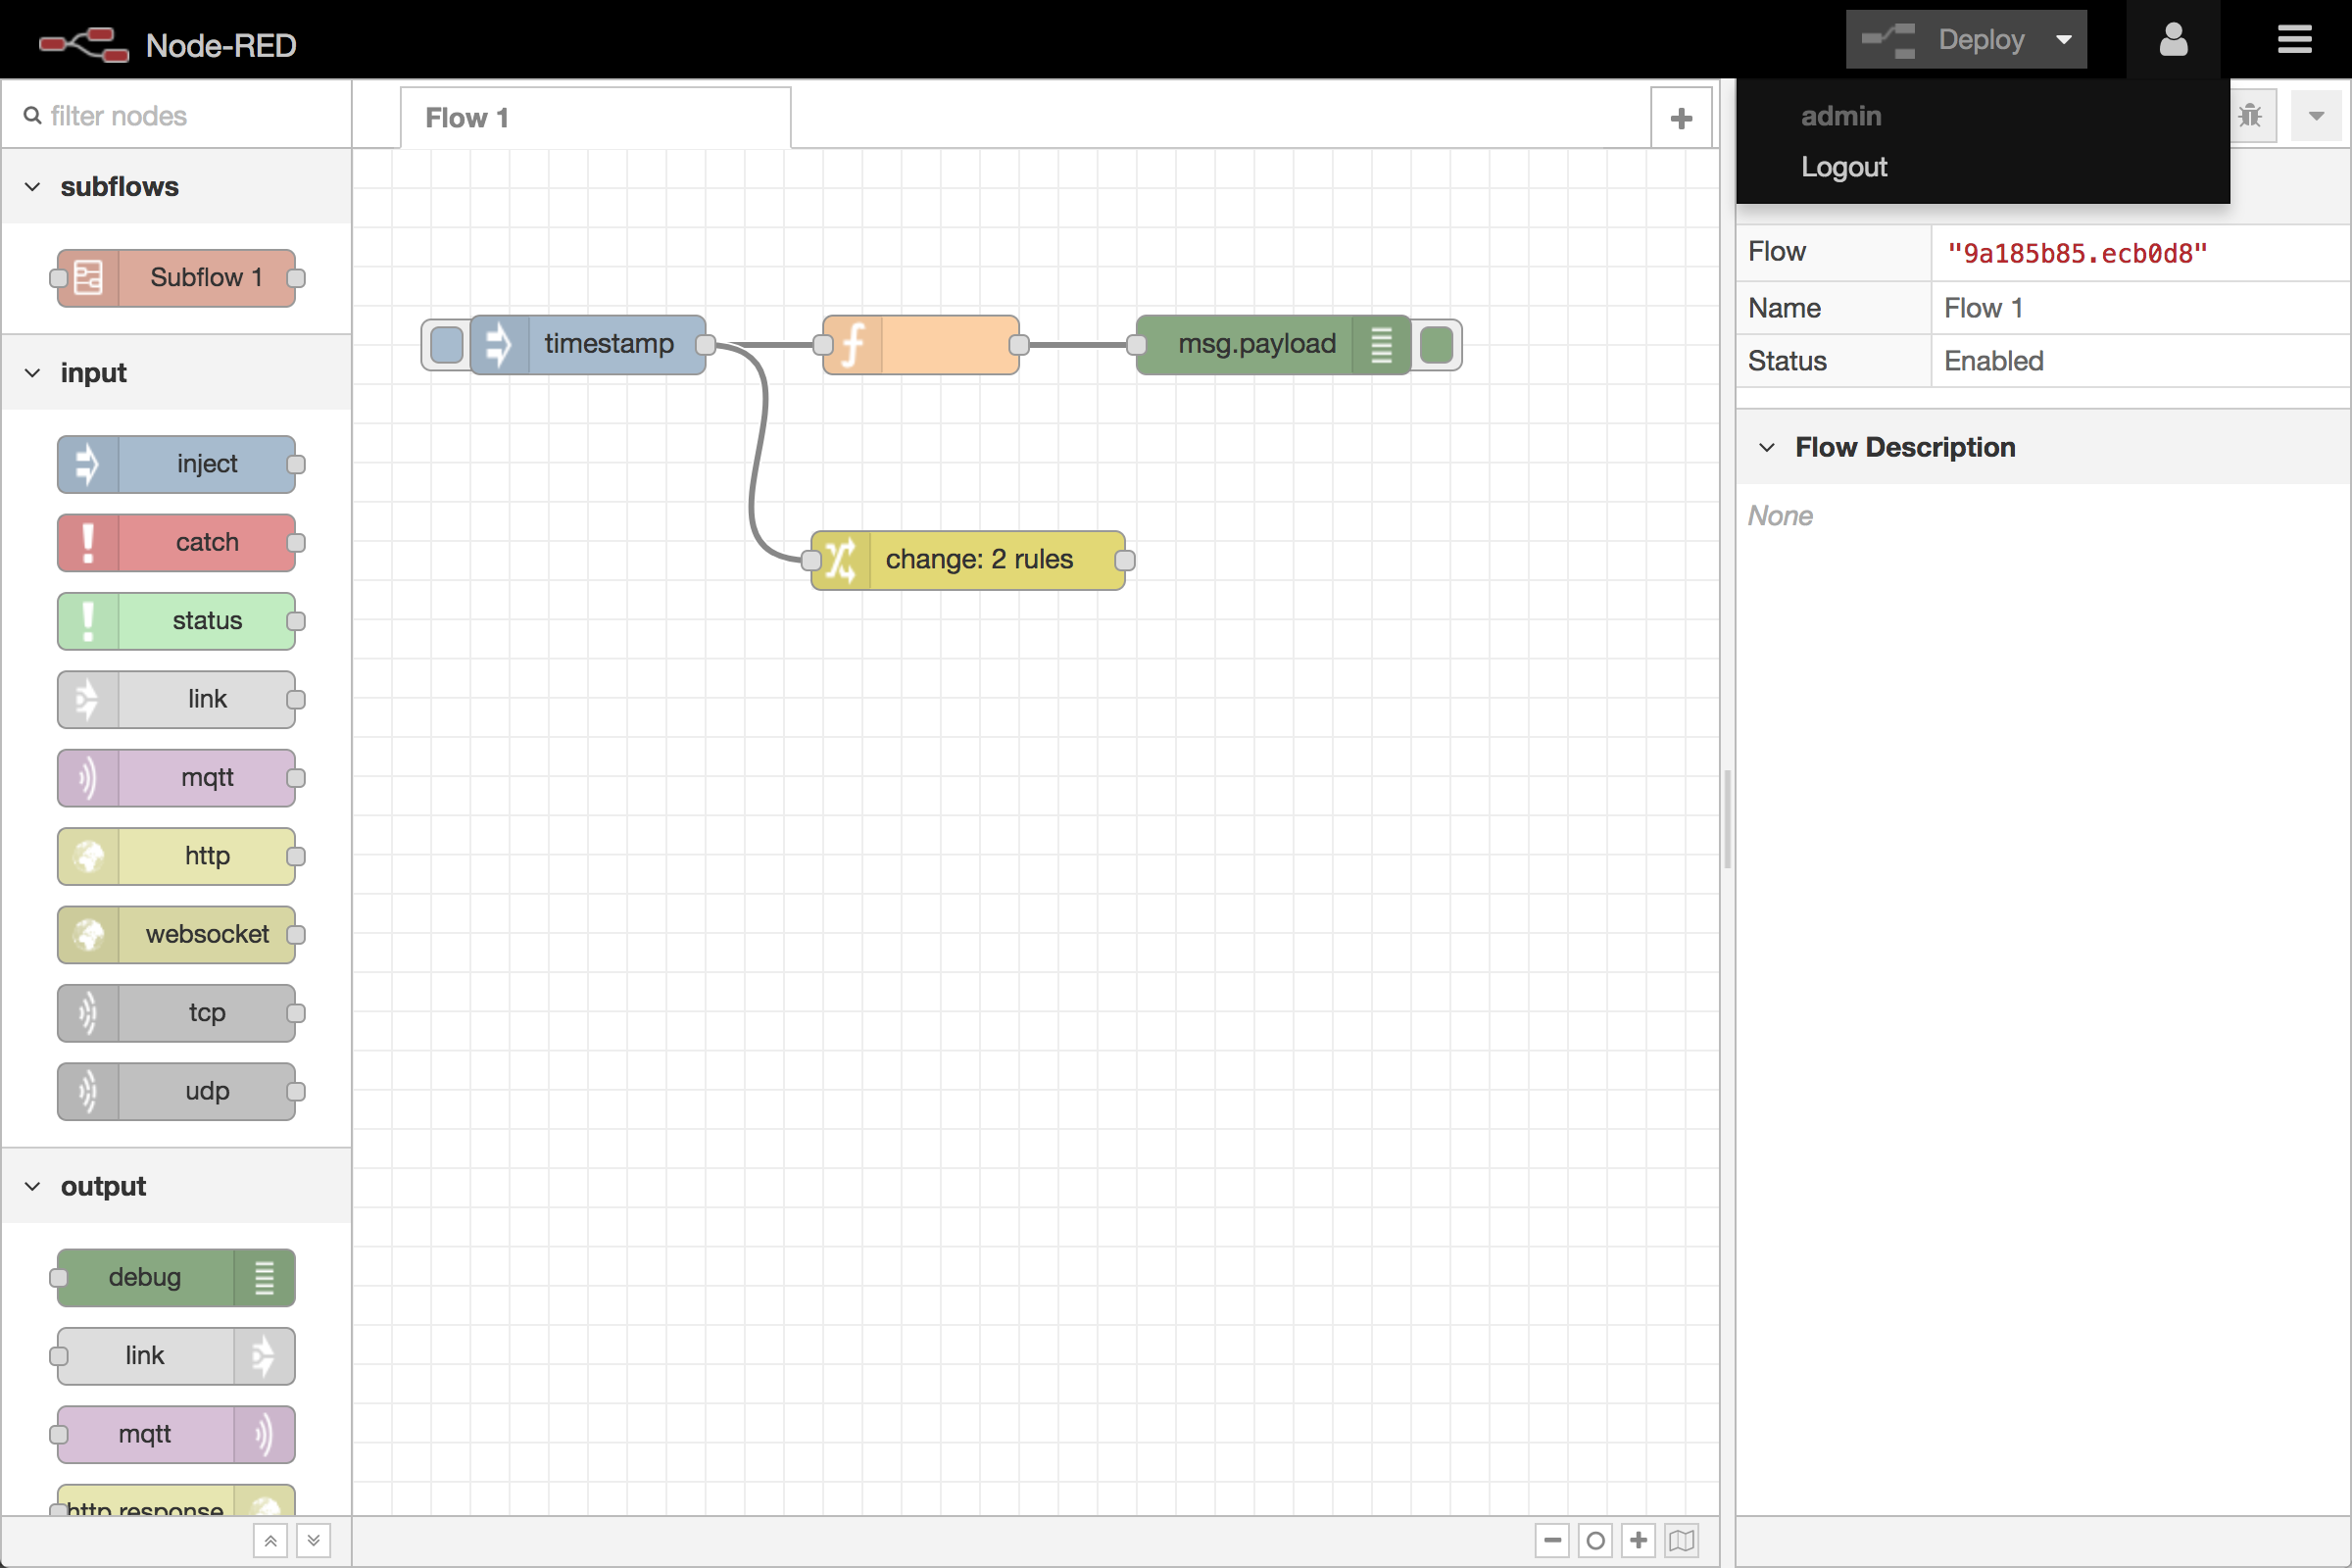 Node-RED
Deploy
filter nodes
Flow 1
admin
Logout
subflows
Subflow 1
input
inject
catch
status
link
mqtt
http
websocket
tcp
udp
output
debug
link
mqtt
http response
timestamp
msg.payload
change: 2 rules
Flow "9a185b85.ecb0d8"
Name Flow 1
Status Enabled
Flow Description
None